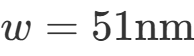 w = 51nm